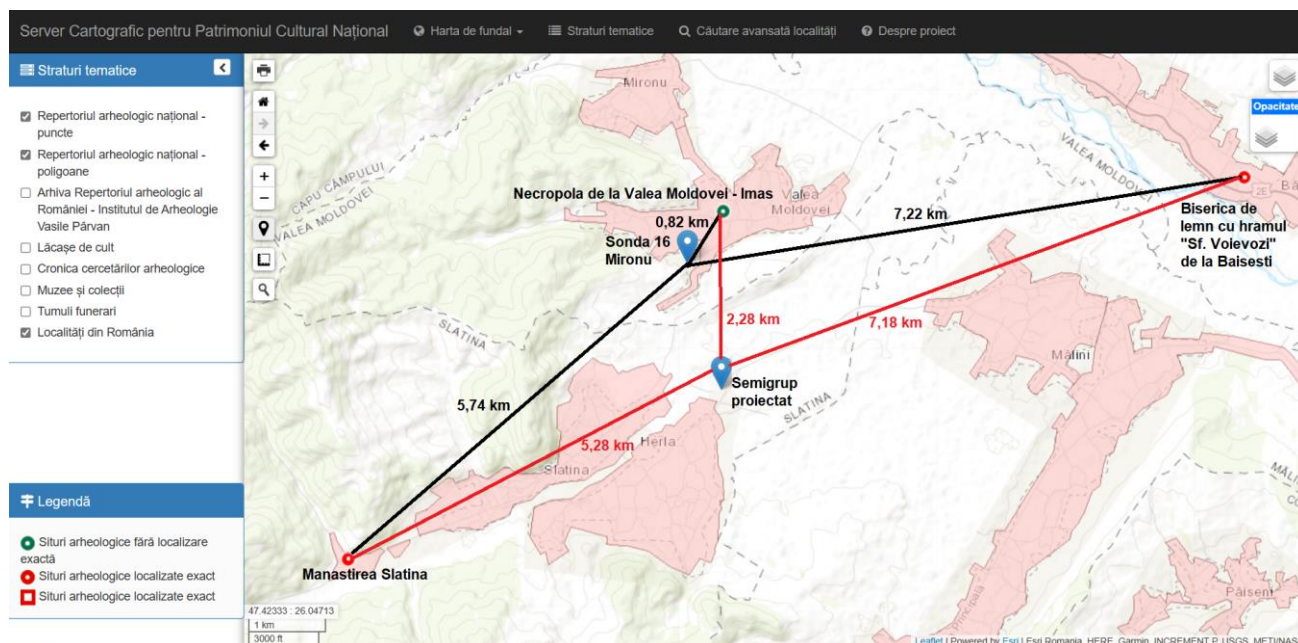 Server Cartografic pentru Patrimoniul Cultural Național
Harta de fundal
Straturi tematice
Căutare avansată localități
Despre proiect
Straturi tematice
Repertoriul arheologic național -
puncte
Repertoriul arheologic național -
poligoane
Arhiva Repertoriul arheologic al
României - Institutul de Arheologie
Vasile Pârvan
Lăcașe de cult
Cronica cercetărilor arheologice
Muzee și colecții
Tumuli funerari
Localități din România
Legendă
Situri arheologice fără localizare
exactă
Situri arheologice localizate exact
Situri arheologice localizate exact
+
−
Opacitate
Mironu
CAPU CÂMPULUI
VALEA MOLDOVEI
VALEA MOLDOVEI
Necropola de la Valea Moldovei - Imas
Valea
Moldovei
0,82 km
Sonda 16
Mironu
7,22 km
2E
Biserica de
lemn cu hramul
"Sf. Voievozi"
de la Baisesti
SLATINA
2,28 km
7,18 km
Mălini
Semigrup
proiectat
SLATINA
5,74 km
5,28 km
Herla
Slatina
Manastirea Slatina
Principala
Păiseni
47.42333 : 26.04713
1 km
3000 ft
Leaflet | Powered by Esri | Esri Romania, HERE, Garmin, INCREMENT P, USGS, METI/NAS